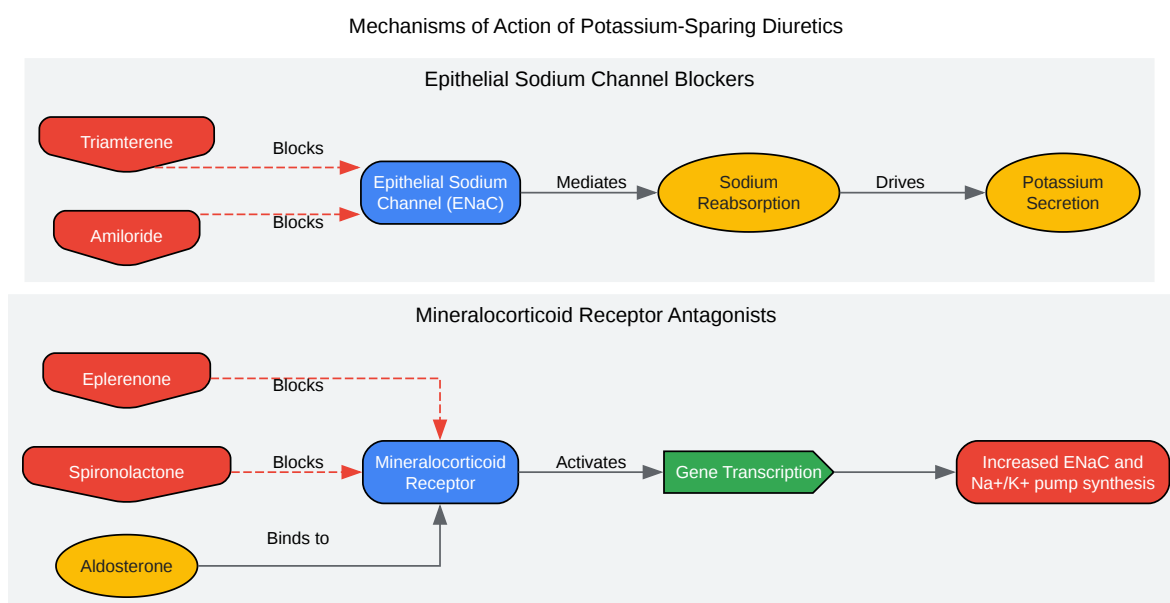 Mechanisms of Action of Potassium-Sparing Diuretics
Epithelial Sodium Channel Blockers
Triamterene
Blocks
Amiloride
Blocks
Epithelial Sodium
Channel (ENaC)
Mediates
Sodium
Reabsorption
Drives
Potassium
Secretion
Mineralocorticoid Receptor Antagonists
Eplerenone
Blocks
Spironolactone
Blocks
Aldosterone
Binds to
Mineralocorticoid
Receptor
Activates
Gene Transcription
Increased ENaC and
Na+/K+ pump synthesis